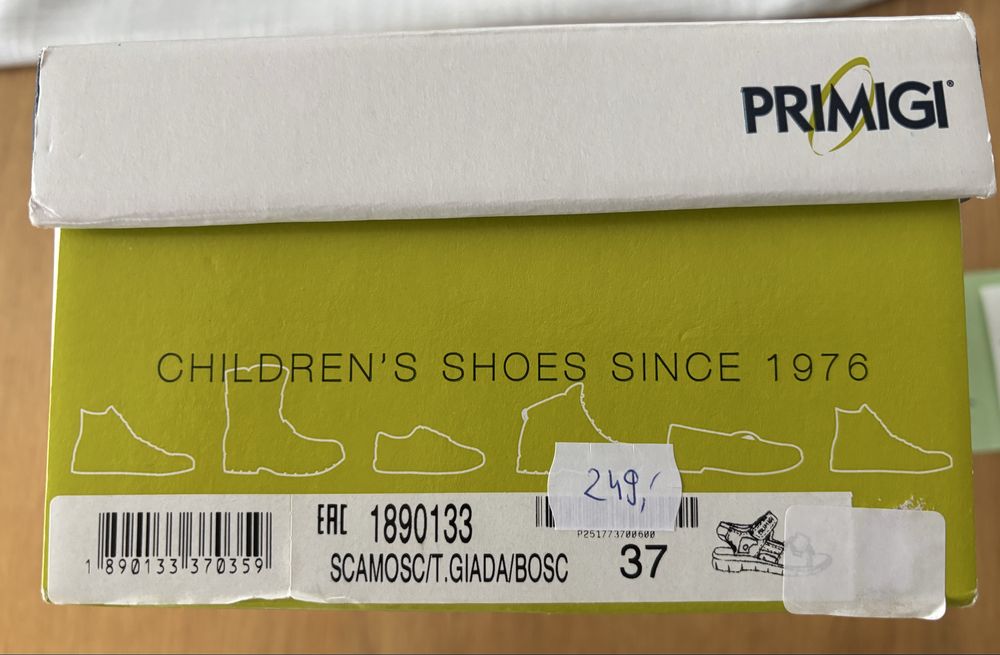 PRIMIGI®
CHILDREN'S SHOES SINCE 1976
249,-
1 890133 370359
EAC 1890133
SCAMOSC/T.GIADA/BOSC
P251773700600
37